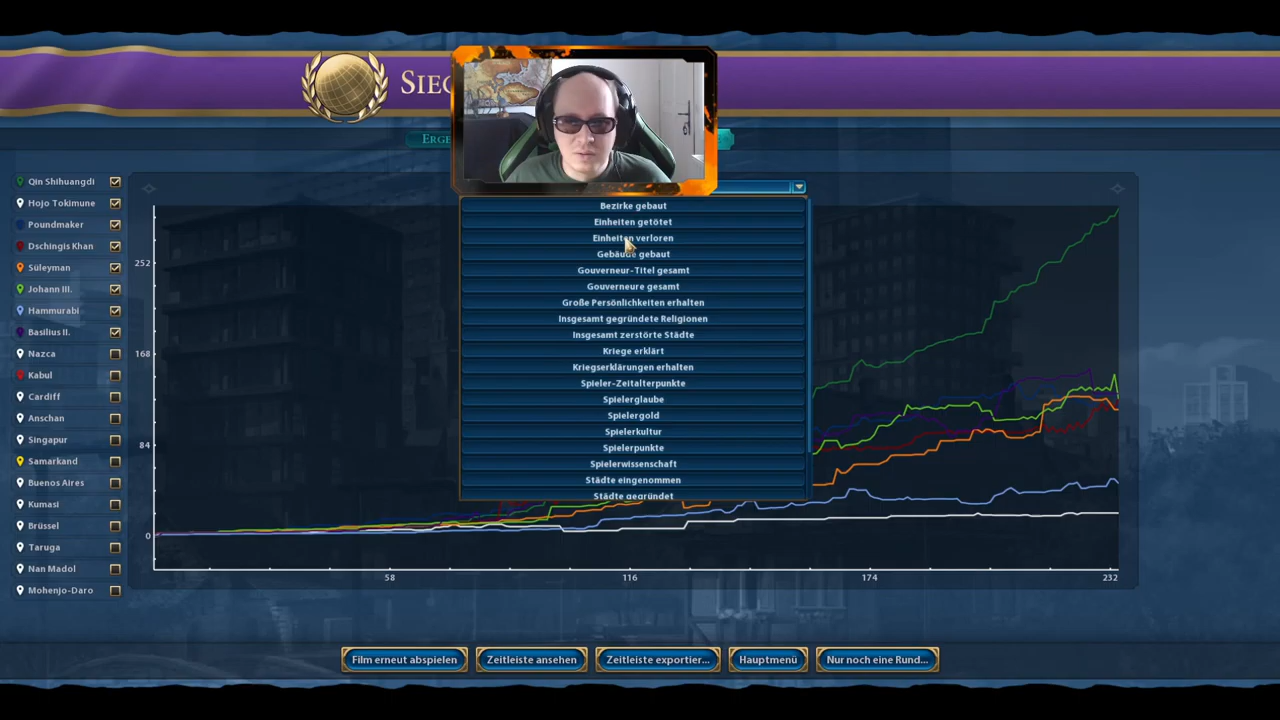 SIEG
ERGE
Qin Shihuangdi
Hojo Tokimune
Poundmaker
Dschingis Khan
Süleyman
Johann III.
Hammurabi
Basilius II.
Nazca
Kabul
Cardiff
Anschan
Singapur
Samarkand
Buenos Aires
Kumasi
Brüssel
Taruga
Nan Madol
Mohenjo-Daro
252
168
84
0
58
116
174
232
Bezirke gebaut
Einheiten getötet
Einheiten verloren
Gebäude gebaut
Gouverneur-Titel gesamt
Gouverneure gesamt
Große Persönlichkeiten erhalten
Insgesamt gegründete Religionen
Insgesamt zerstörte Städte
Kriege erklärt
Kriegserklärungen erhalten
Spieler-Zeitalterpunkte
Spielerglaube
Spielergold
Spielerkultur
Spielerpunkte
Spielerwissenschaft
Städte eingenommen
Städte gegründet
Film erneut abspielen
Zeitleiste ansehen
Zeitleiste exportier...
Hauptmenü
Nur noch eine Rund...